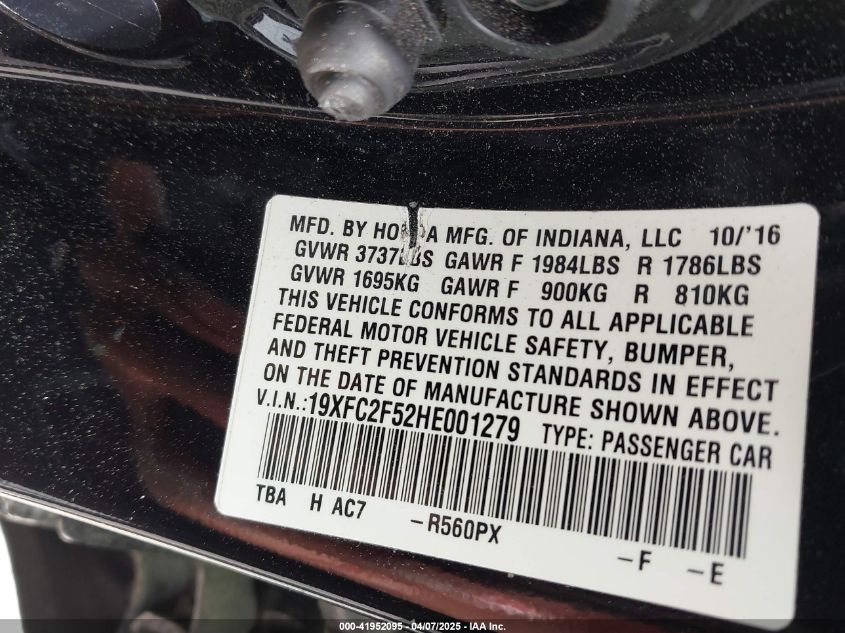 MFD. BY HONDA MFG. OF INDIANA, LLC 10/'16
GVWR 3737LBS GAWR F 1984LBS R 1786LBS
GVWR 1695KG GAWR F 900KG R 810KG
THIS VEHICLE CONFORMS TO ALL APPLICABLE
FEDERAL MOTOR VEHICLE SAFETY, BUMPER,
AND THEFT PREVENTION STANDARDS IN EFFECT
ON THE DATE OF MANUFACTURE SHOWN ABOVE.
V.I.N.:19XFC2F52HE001279 TYPE: PASSENGER CAR
TBA H AC7 -R560PX -F -E
000-41952095 - 04/07/2025 - IAA Inc.